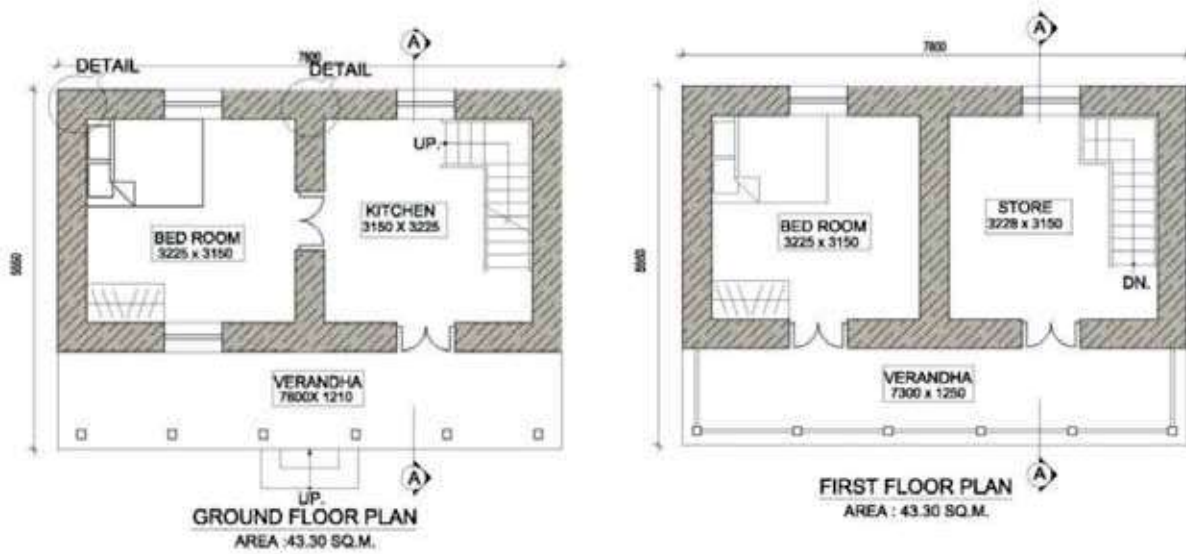 A
7800
DETAIL
DETAIL
UP.
KITCHEN
3150 X 3225
BED ROOM
3225 x 3150
VERANDHA
7800X 1210
UP.
A
GROUND FLOOR PLAN
AREA :43.30 SQ.M.
A
7800
STORE
3228 x 3150
BED ROOM
3225 x 3150
DN.
VERANDHA
7300 x 1250
A
FIRST FLOOR PLAN
AREA : 43.30 SQ.M.